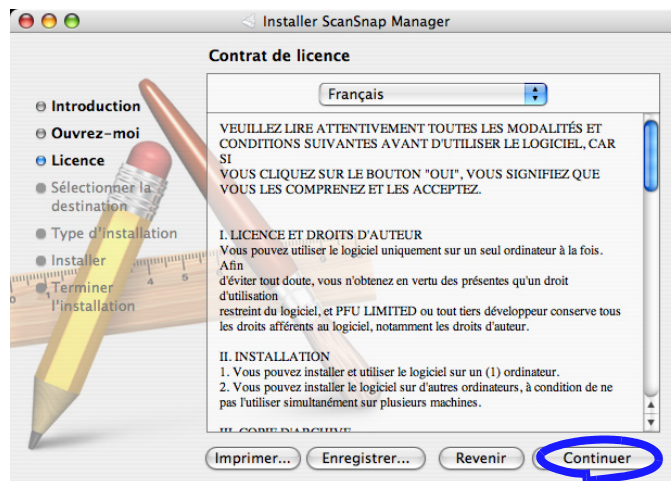 Installer ScanSnap Manager
Contrat de licence
Introduction
Ouvrez-moi
Licence
Sélectionner la
destination
Type d'installation
Installer
Terminer
l'installation
Français
VEUILLEZ LIRE ATTENTIVEMENT TOUTES LES MODALITÉS ET
CONDITIONS SUIVANTES AVANT D'UTILISER LE LOGICIEL, CAR
SI
VOUS CLIQUEZ SUR LE BOUTON "OUI", VOUS SIGNIFIEZ QUE
VOUS LES COMPRENEZ ET LES ACCEPTEZ.
I. LICENCE ET DROITS D'AUTEUR
Vous pouvez utiliser le logiciel uniquement sur un seul ordinateur à la fois.
Afin
d'éviter tout doute, vous n'obtenez en vertu des présentes qu'un droit
d'utilisation
restreint du logiciel, et PFU LIMITED ou tout tiers développeur conserve tous
les droits afférents au logiciel, notamment les droits d'auteur.
II. INSTALLATION
1. Vous pouvez installer et utiliser le logiciel sur un (1) ordinateur.
2. Vous pouvez installer le logiciel sur d'autres ordinateurs, à condition de ne
pas l'utiliser simultanément sur plusieurs machines.
III. COPIE D'ARCHIVE
4 5
Imprimer...
Enregistrer...
Revenir
Continuer